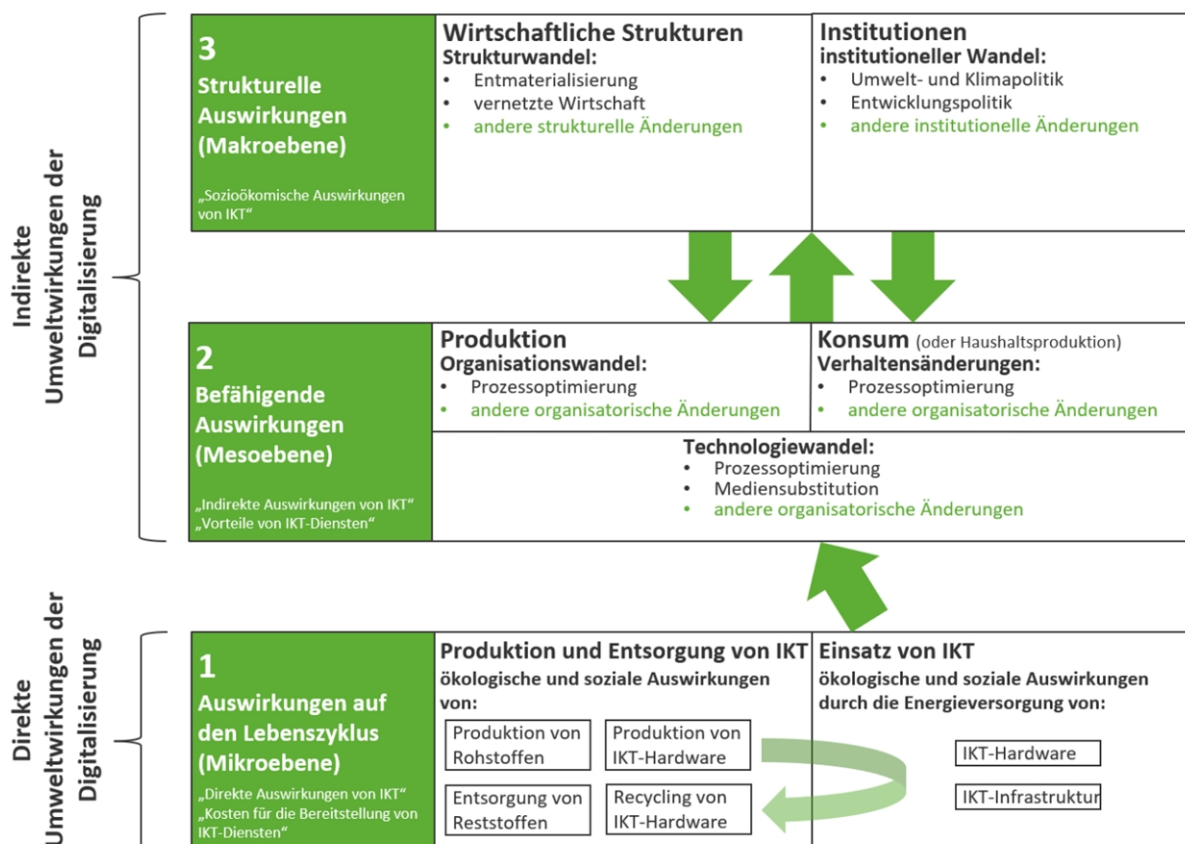 Indirekte
Umweltwirkungen der
Digitalisierung
3
Strukturelle
Auswirkungen
(Makroebene)
„Sozioökomische Auswirkungen
von IKT“
Wirtschaftliche Strukturen
Strukturwandel:
• Entmaterialisierung
• vernetzte Wirtschaft
• andere strukturelle Änderungen
Institutionen
institutioneller Wandel:
• Umwelt- und Klimapolitik
• Entwicklungspolitik
• andere institutionelle Änderungen
2
Befähigende
Auswirkungen
(Mesoebene)
„Indirekte Auswirkungen von IKT“
„Vorteile von IKT-Diensten“
Produktion
Organisationswandel:
• Prozessoptimierung
• andere organisatorische Änderungen
Konsum (oder Haushaltsproduktion)
Verhaltensänderungen:
• Prozessoptimierung
• andere organisatorische Änderungen
Technologiewandel:
• Prozessoptimierung
• Mediensubstitution
• andere organisatorische Änderungen
Direkte
Umweltwirkungen der
Digitalisierung
1
Auswirkungen auf
den Lebenszyklus
(Mikroebene)
„Direkte Auswirkungen von IKT“
„Kosten für die Bereitstellung von
IKT-Diensten“
Produktion und Entsorgung von IKT
ökologische und soziale Auswirkungen
von:
Produktion von
Rohstoffen
Produktion von
IKT-Hardware
Entsorgung von
Reststoffen
Recycling von
IKT-Hardware
Einsatz von IKT
ökologische und soziale Auswirkungen
durch die Energieversorgung von:
IKT-Hardware
IKT-Infrastruktur